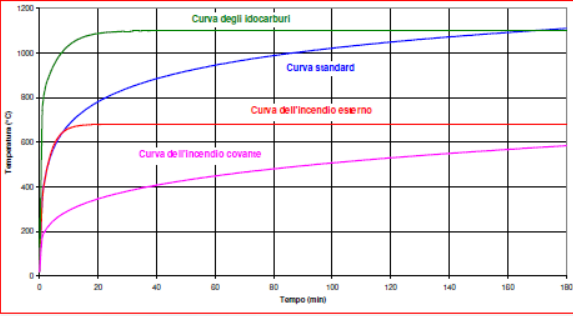 1200
1000
800
600
400
200
0
Curva degli idocarburi
Curva standard
Curva dell'incendio esterno
Curva dell'incendio covante
Temperatura (°C)
0 20 40 60 80 100 120 140 160 180
Tempo (min)